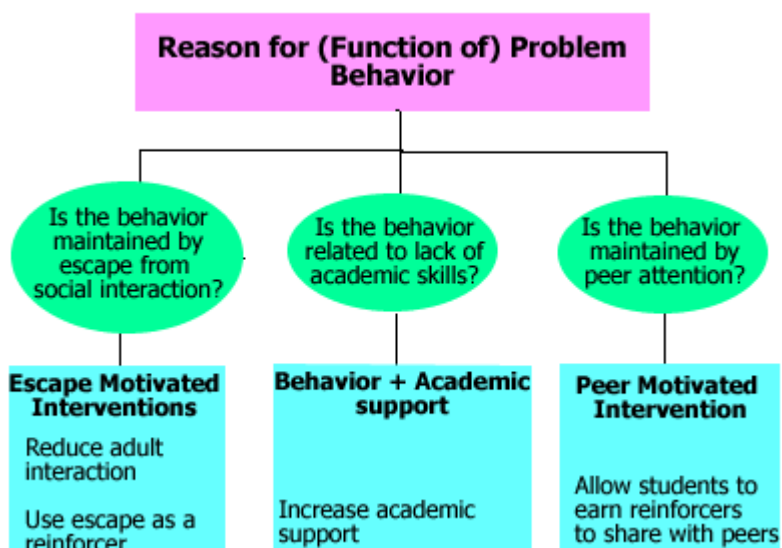 Reason for (Function of) Problem
Behavior
Is the behavior
maintained by
escape from
social interaction?
Is the behavior
related to lack of
academic skills?
Is the behavior
maintained by
peer attention?
Escape Motivated
Interventions
Reduce adult
interaction
Use escape as a
reinforcer
Behavior + Academic
support
Increase academic
support
Peer Motivated
Intervention
Allow students to
earn reinforcers
to share with peers